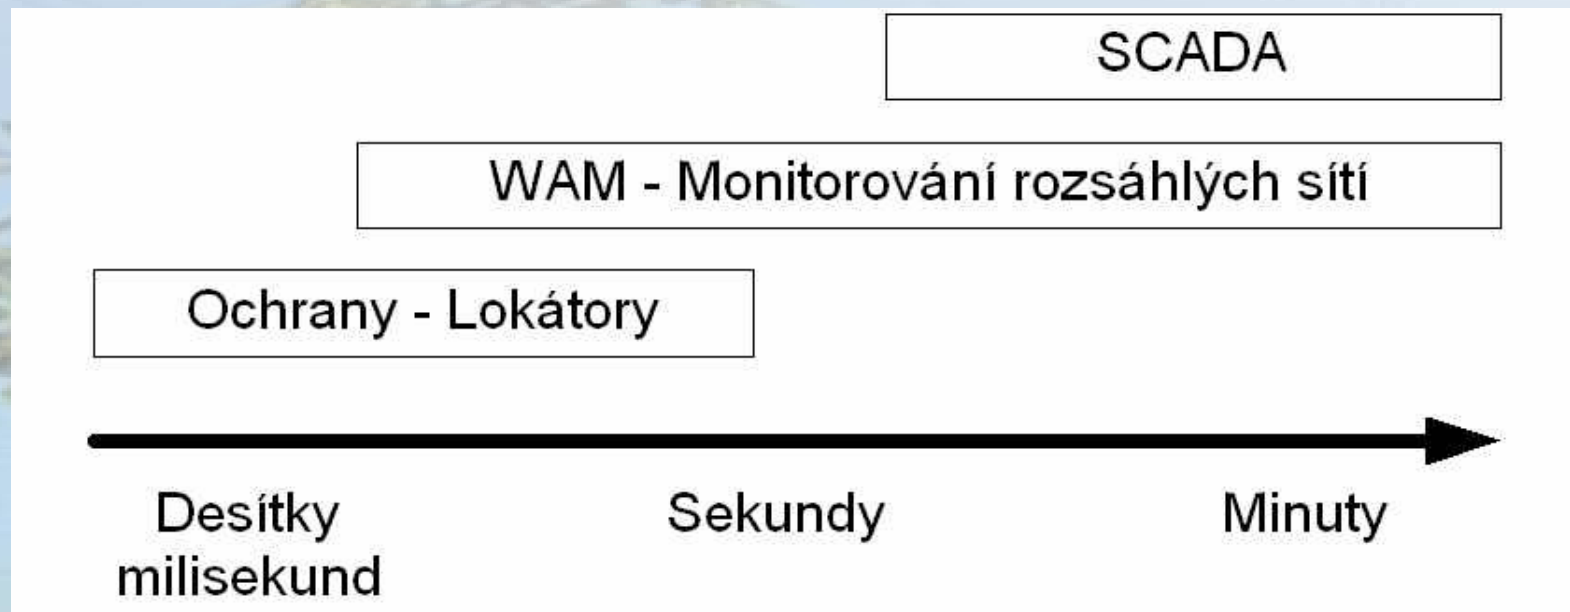 SCADA
WAM - Monitorování rozsáhlých sítí
Ochrany - Lokátory
Desítky
milisekund
Sekundy
Minuty